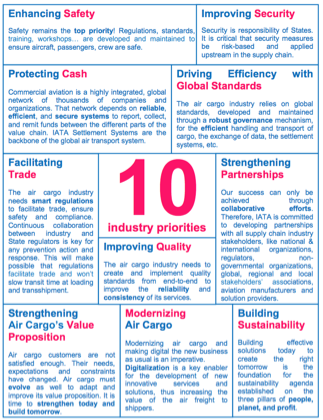 Enhancing Safety
Safety remains the top priority! Regulations, standards,
training, workshops... are developed and maintained to
ensure aircraft, passengers, crew are safe.
Improving Security
Security is responsibility of States.
It is critical that security measures
be risk-based and applied
upstream in the supply chain.
Protecting Cash
Commercial aviation is a highly integrated, global
network of thousands of companies and
organizations. That network depends on reliable,
efficient, and secure systems to report, collect,
and remit funds between the different parts of the
value chain. IATA Settlement Systems are the
backbone of the global air transport system.
Driving Efficiency with
Global Standards
The air cargo industry relies on global
standards, developed and maintained
through a robust governance mechanism,
for the efficient handling and transport of
cargo, the exchange of data, the settlement
systems, etc.
Facilitating
Trade
The air cargo industry
needs smart regulations
to facilitate trade, ensure
safety and compliance.
Continuous collaboration
between industry and
State regulators is key for
any prevention action and
response. This will make
possible that regulations
facilitate trade and won't
slow transit time at loading
and transshipment.
10
industry priorities
Improving Quality
The air cargo industry needs to
create and implement quality
standards from end-to-end to
improve the reliability and
consistency of its services.
Strengthening
Partnerships
Our success can only be
achieved through
collaborative efforts.
Therefore, IATA is committed
to developing partnerships
with all supply chain industry
stakeholders, like national &
international organizations,
regulators, non-
governmental organizations,
global, regional and local
stakeholders' associations,
aviation manufacturers and
solution providers.
Strengthening
Air Cargo's Value
Proposition
Air cargo customers are not
satisfied enough. Their needs,
expectations and constraints
have changed. Air cargo must
evolve as well to adapt and
improve its value proposition. It is
time to strengthen today and
build tomorrow.
Modernizing
Air Cargo
Modernizing air cargo and
making digital the new business
as usual is an imperative.
Digitalization is a key enabler
for the development of new
innovative services and
solutions, thus increasing the
value of the air freight to
shippers.
Building
Sustainability
Building effective
solutions today to
create the right
tomorrow is the
foundation for the
sustainability agenda
established on the
three pillars of people,
planet, and profit.